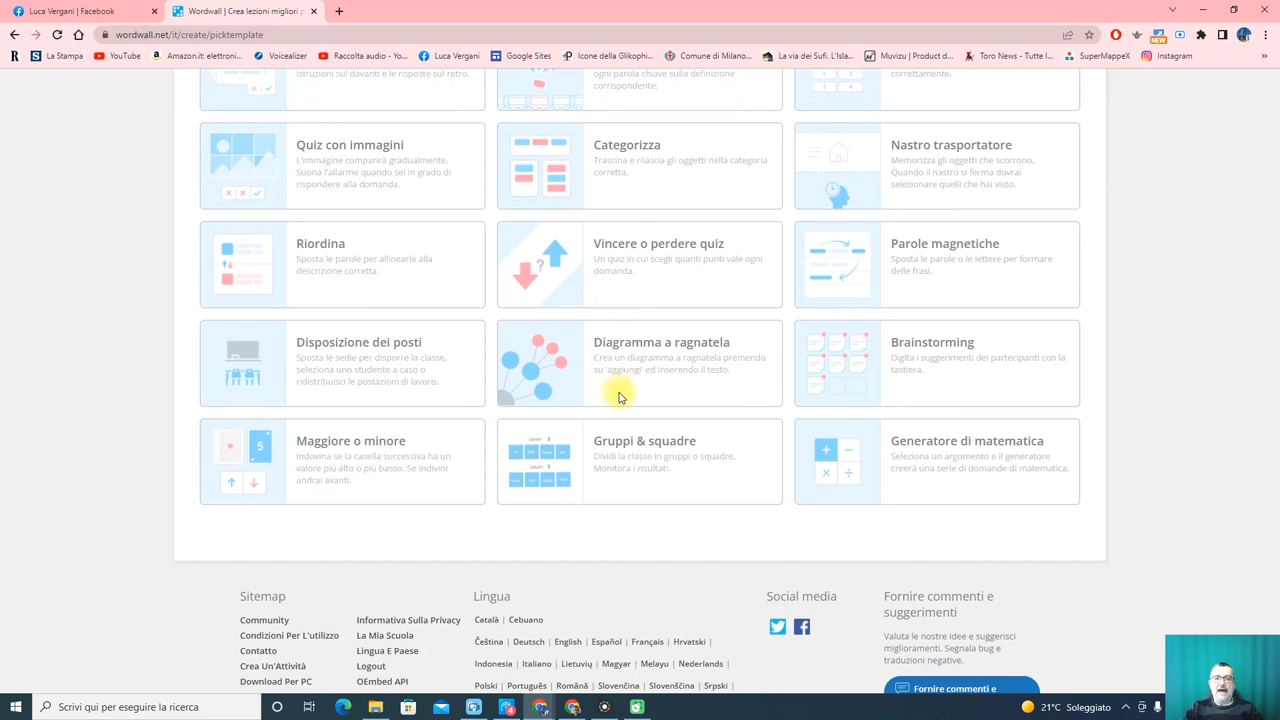 Luca Vergani | Facebook
Wordwall | Crea lezioni migliori p
wordwall.net/it/create/picktemplate
NEW
La Stampa
YouTube
Amazon.it
Voicealizer
Raccolta audio - Yo...
Luca Vergani
Google Sites
Icone della Glikophi...
Comune di Milano...
La via dei Sufi. L'Isla...
Muvizu | Product d...
Toro News - Tutte l...
SuperMappeX
Instagram
istruzioni sul davanti e le risposte sul retro.
ogni parola chiave sulla definizione
corrispondente.
correttamente.
Quiz con immagini
L'immagine comparirà gradualmente.
Suona l'allarme quando sei in grado di
rispondere alla domanda.
Categorizza
Trascina e rilascia gli oggetti nella categoria
corretta.
Nastro trasportatore
Memorizza gli oggetti che scorrono.
Quando il nastro si ferma dovrai
selezionare quelli che hai visto.
Riordina
Sposta le parole per allinearle alla
descrizione corretta.
Vincere o perdere quiz
Un quiz in cui scegli quanti punti vale ogni
domanda.
Parole magnetiche
Sposta le parole o le lettere per formare
delle frasi.
Disposizione dei posti
Sposta le sedie per disporre la classe,
seleziona uno studente a caso o
ridistribuisci le postazioni di lavoro.
Diagramma a ragnatela
Crea un diagramma a ragnatela premendo
su 'aggiungi' ed inserendo il testo.
Brainstorming
Digita i suggerimenti dei partecipanti con la
tastiera.
Maggiore o minore
Indovina se la casella successiva ha un
valore più alto o più basso. Se indivini
andrai avanti.
Gruppi & squadre
Dividi la classe in gruppi o squadre.
Monitora i risultati.
Generatore di matematica
Seleziona un argomento e il generatore
creerà una serie di domande di matematica.
Sitemap
Community
Informativa Sulla Privacy
Condizioni Per L'utilizzo
La Mia Scuola
Contatto
Lingua E Paese
Crea Un'Attività
Logout
Download Per PC
OEmbed API
Lingua
Català | Cebuano
Čeština | Deutsch | English | Español | Français | Hrvatski |
Indonesia | Italiano | Lietuvių | Magyar | Melayu | Nederlands |
Polski | Português | Română | Slovenčina | Slovenščina | Srpski |
Social media
Fornire commenti e
suggerimenti
Valuta le nostre idee e suggerisci
miglioramenti. Segnala bug e
traduzioni negative.
Fornire commenti e
Scrivi qui per eseguire la ricerca
21°C Soleggiato